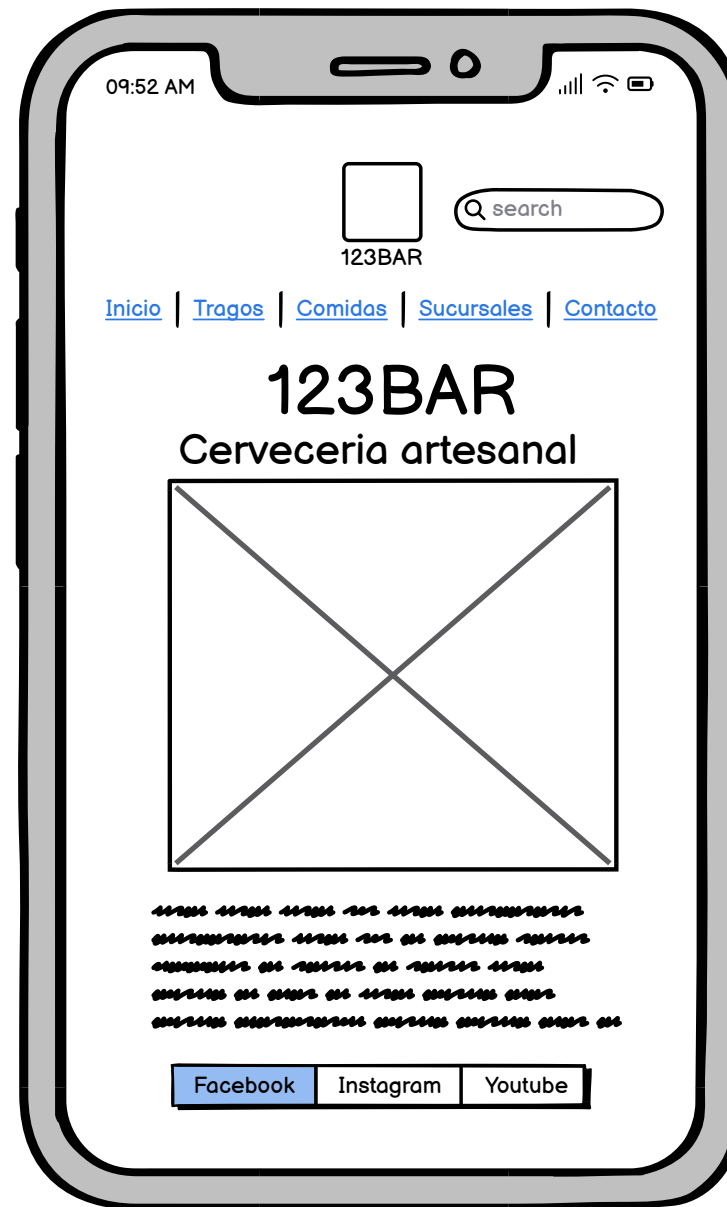 09:52 AM
search
123BAR
Inicio Tragos Comidas Sucursales Contacto
123BAR
Cerveceria artesanal
Facebook Instagram Youtube